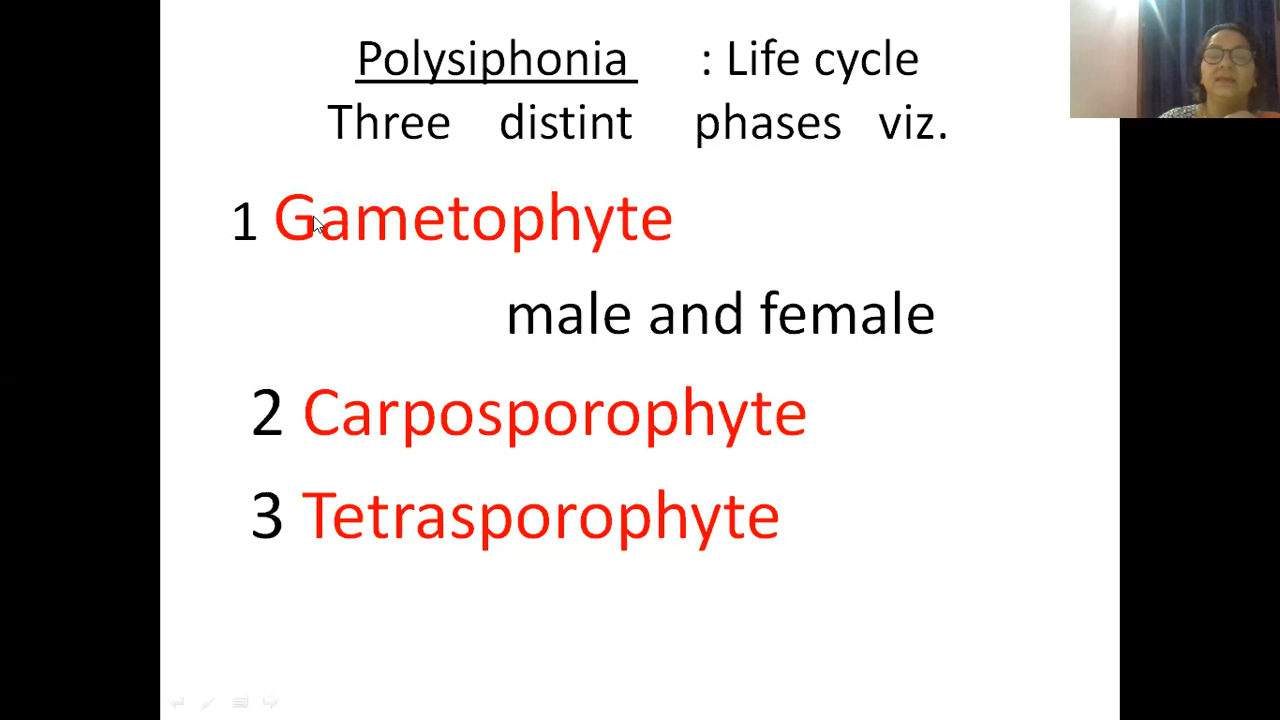 Polysiphonia : Life cycle
Three distint phases viz.
1 Gametophyte
male and female
2 Carposporophyte
3 Tetrasporophyte